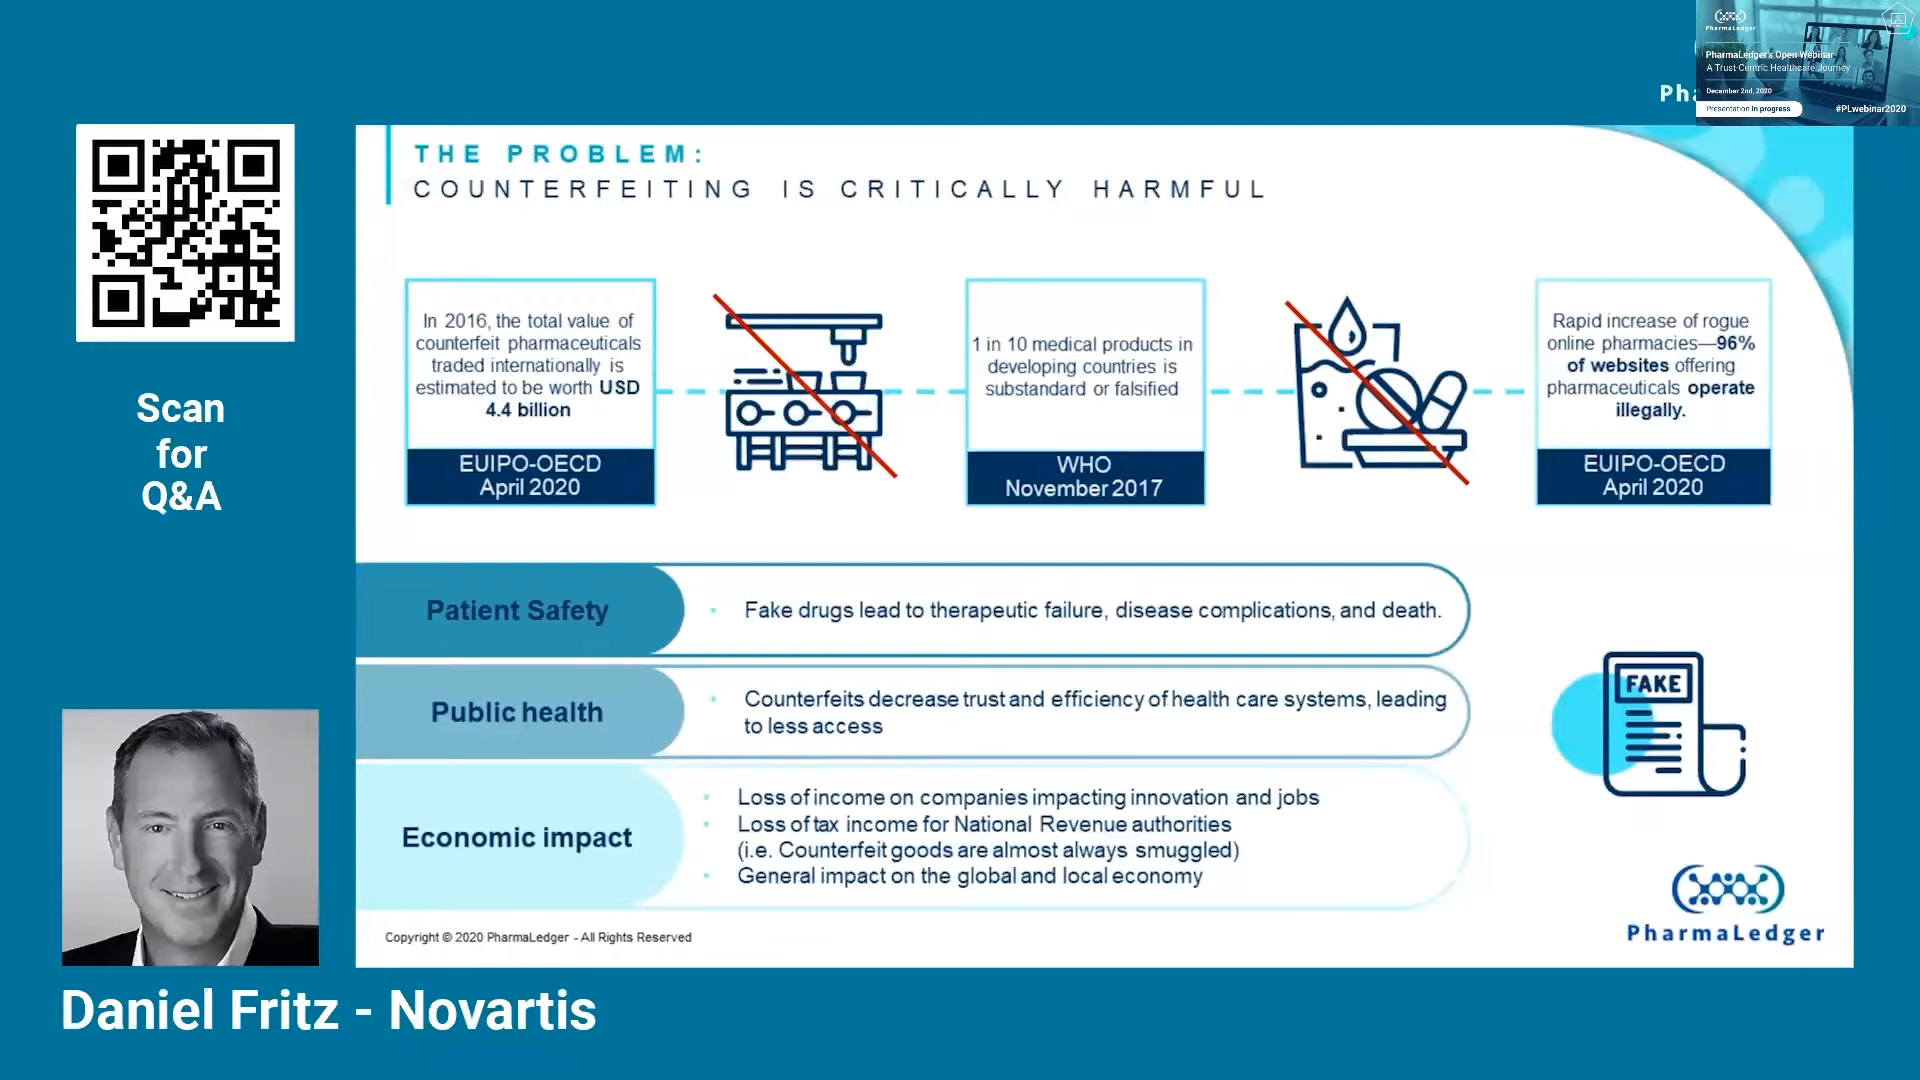 PharmaLedger
PharmaLedger's Open Webinar
A Trust-Centric Healthcare Journey
December 2nd, 2020
Presentation in progress
#PLwebinar2020
Pha
Scan
for
Q&A
THE PROBLEM:
COUNTERFEITING IS CRITICALLY HARMFUL
In 2016, the total value of
counterfeit pharmaceuticals
traded internationally is
estimated to be worth USD
4.4 billion
EUIPO-OECD
April 2020
1 in 10 medical products in
developing countries is
substandard or falsified
WHO
November 2017
Rapid increase of rogue
online pharmacies—96%
of websites offering
pharmaceuticals operate
illegally.
EUIPO-OECD
April 2020
Patient Safety
• Fake drugs lead to therapeutic failure, disease complications, and death.
Public health
• Counterfeits decrease trust and efficiency of health care systems, leading
to less access
Economic impact
• Loss of income on companies impacting innovation and jobs
• Loss of tax income for National Revenue authorities
(i.e. Counterfeit goods are almost always smuggled)
• General impact on the global and local economy
FAKE
PharmaLedger
Copyright © 2020 PharmaLedger - All Rights Reserved
Daniel Fritz - Novartis